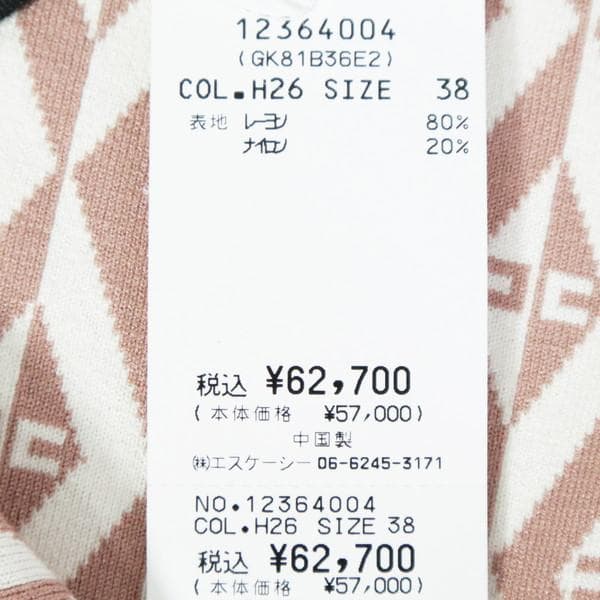 12364004
(GK81B36E2)
COL.H26 SIZE 38
表地 レーヨン 80%
ナイロン 20%
税込 ¥62,700
(本体価格 ¥57,000)
中国製
㈱エスケーシー 06-6245-3171
NO.12364004
COL.H26 SIZE 38
税込 ¥62,700
(本体価格 ¥57,000)